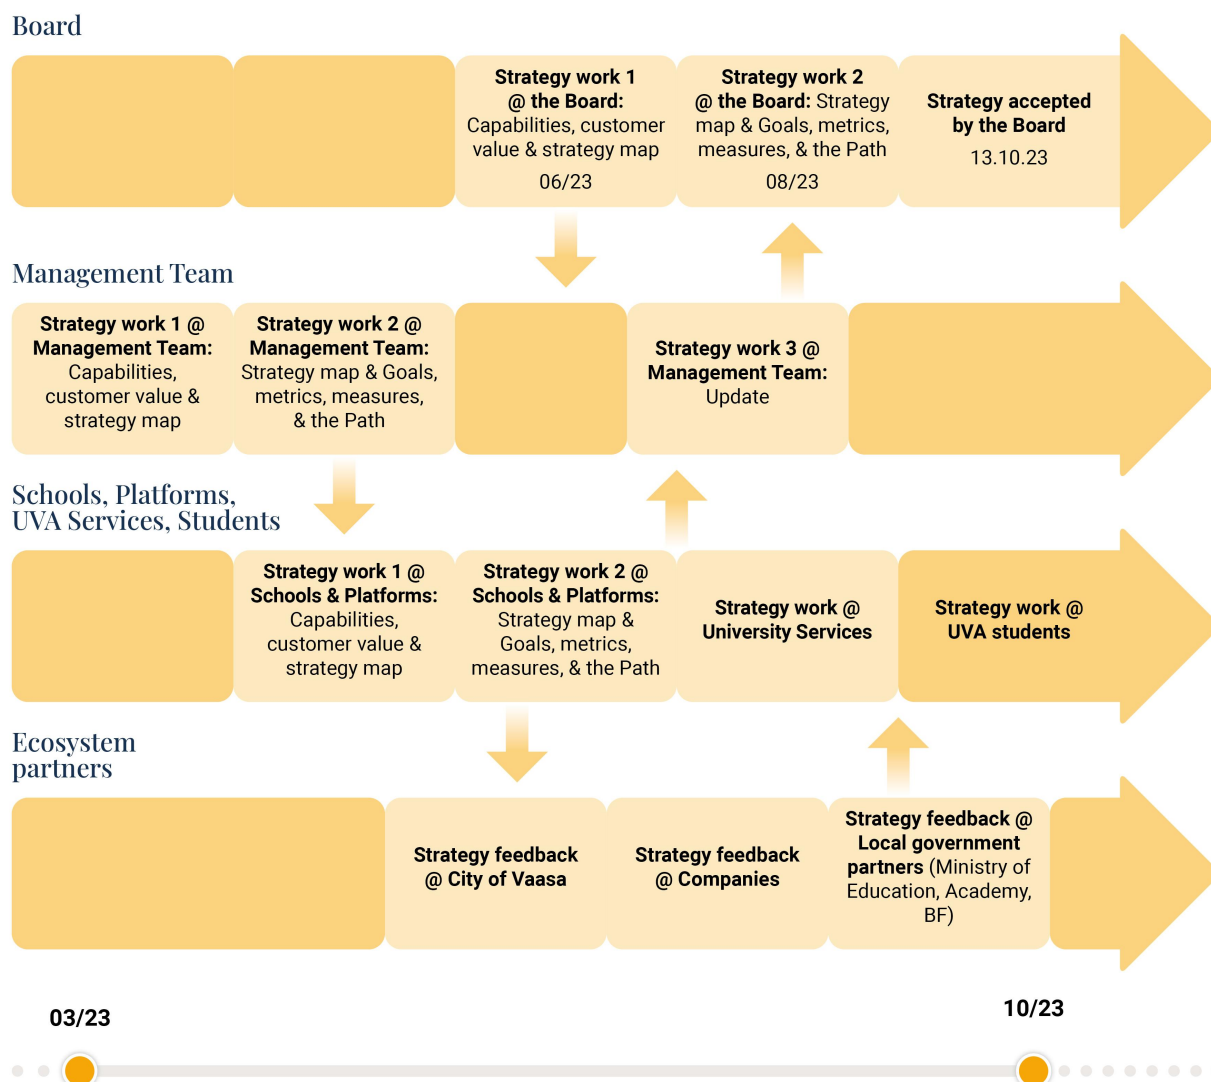 Board
Strategy work 1
@ the Board:
Capabilities, customer
value & strategy map
06/23
Strategy work 2
@ the Board: Strategy
map & Goals, metrics,
measures, & the Path
08/23
Strategy accepted
by the Board
13.10.23
Management Team
Strategy work 1 @
Management Team:
Capabilities,
customer value &
strategy map
Strategy work 2 @
Management Team:
Strategy map & Goals,
metrics, measures,
& the Path
Strategy work 3 @
Management Team:
Update
Schools, Platforms,
UVA Services, Students
Strategy work 1 @
Schools & Platforms:
Capabilities,
customer value &
strategy map
Strategy work 2 @
Schools & Platforms:
Strategy map &
Goals, metrics,
measures, & the Path
Strategy work @
University Services
Strategy work @
UVA students
Ecosystem
partners
Strategy feedback
@ City of Vaasa
Strategy feedback
@ Companies
Strategy feedback @
Local government
partners (Ministry of
Education, Academy,
BF)
03/23
10/23